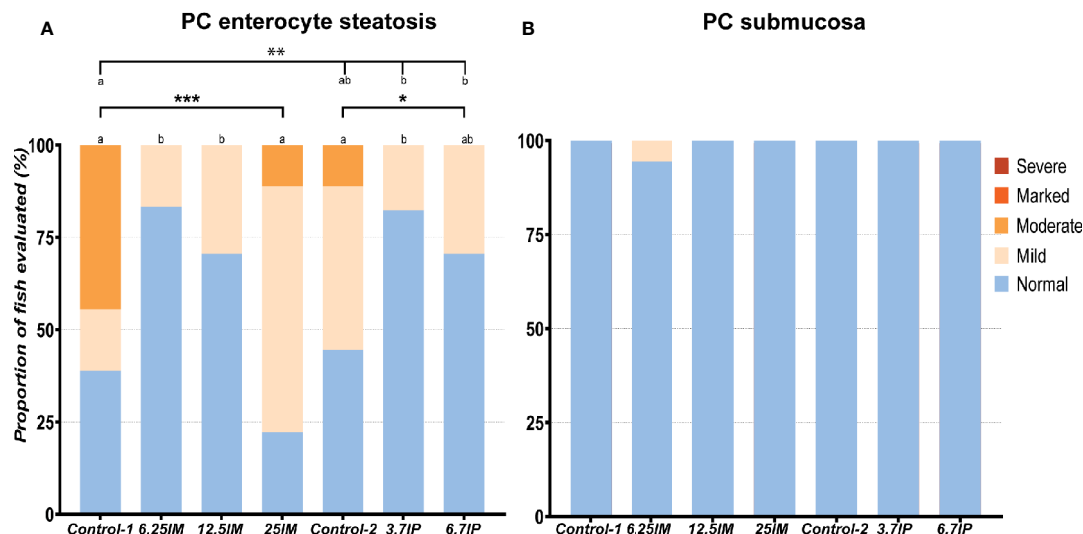 A
PC enterocyte steatosis
**
a
ab
b
b
***
*
a
b
b
a
a
b
ab
Proportion of fish evaluated (%)
100
75
50
25
0
Control-1 6.25IM 12.5IM 25IM Control-2 3.7IP 6.7IP
B
PC submucosa
100
75
50
25
0
Control-1 6.25IM 12.5IM 25IM Control-2 3.7IP 6.7IP
Severe
Marked
Moderate
Mild
Normal